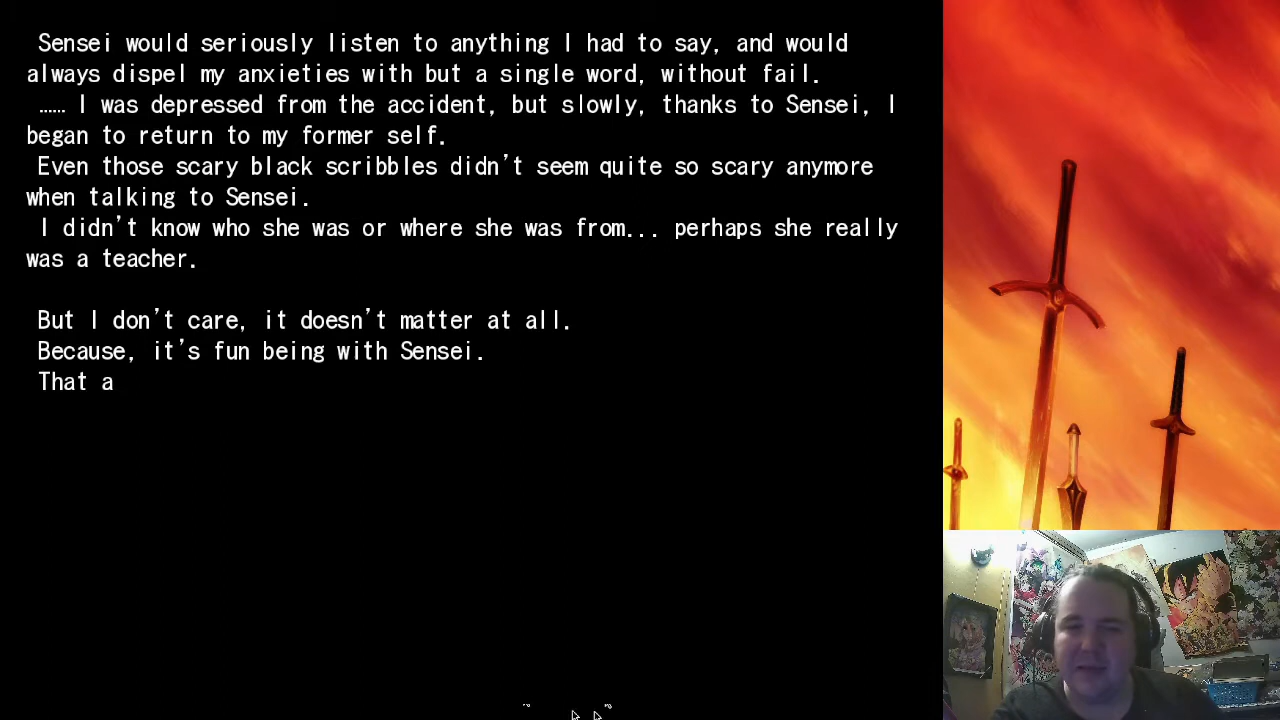 Sensei would seriously listen to anything I had to say, and would
always dispel my anxieties with but a single word, without fail.
…… I was depressed from the accident, but slowly, thanks to Sensei, I
began to return to my former self.
Even those scary black scribbles didn't seem quite so scary anymore
when talking to Sensei.
I didn't know who she was or where she was from... perhaps she really
was a teacher.
But I don't care, it doesn't matter at all.
Because, it's fun being with Sensei.
That a